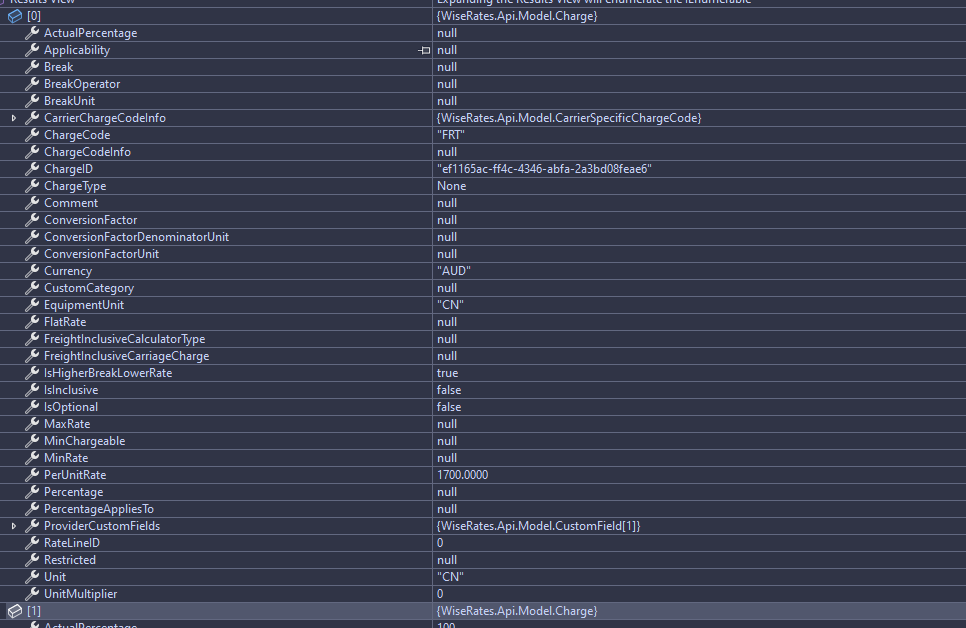 Results View Expanding the Results View will enumerate the IEnumerable
[0] {WiseRates.Api.Model.Charge}
ActualPercentage null
Applicability null
Break null
BreakOperator null
BreakUnit null
CarrierChargeCodeInfo {WiseRates.Api.Model.CarrierSpecificChargeCode}
ChargeCode "FRT"
ChargeCodeInfo null
ChargeID "ef1165ac-ff4c-4346-abfa-2a3bd08feae6"
ChargeType None
Comment null
ConversionFactor null
ConversionFactorDenominatorUnit null
ConversionFactorUnit null
Currency "AUD"
CustomCategory null
EquipmentUnit "CN"
FlatRate null
FreightInclusiveCalculatorType null
FreightInclusiveCarriageCharge null
IsHigherBreakLowerRate true
IsInclusive false
IsOptional false
MaxRate null
MinChargeable null
MinRate null
PerUnitRate 1700.0000
Percentage null
PercentageAppliesTo null
ProviderCustomFields {WiseRates.Api.Model.CustomField[1]}
RateLineID 0
Restricted null
Unit "CN"
UnitMultiplier 0
[1] {WiseRates.Api.Model.Charge}
ActualPercentage 100